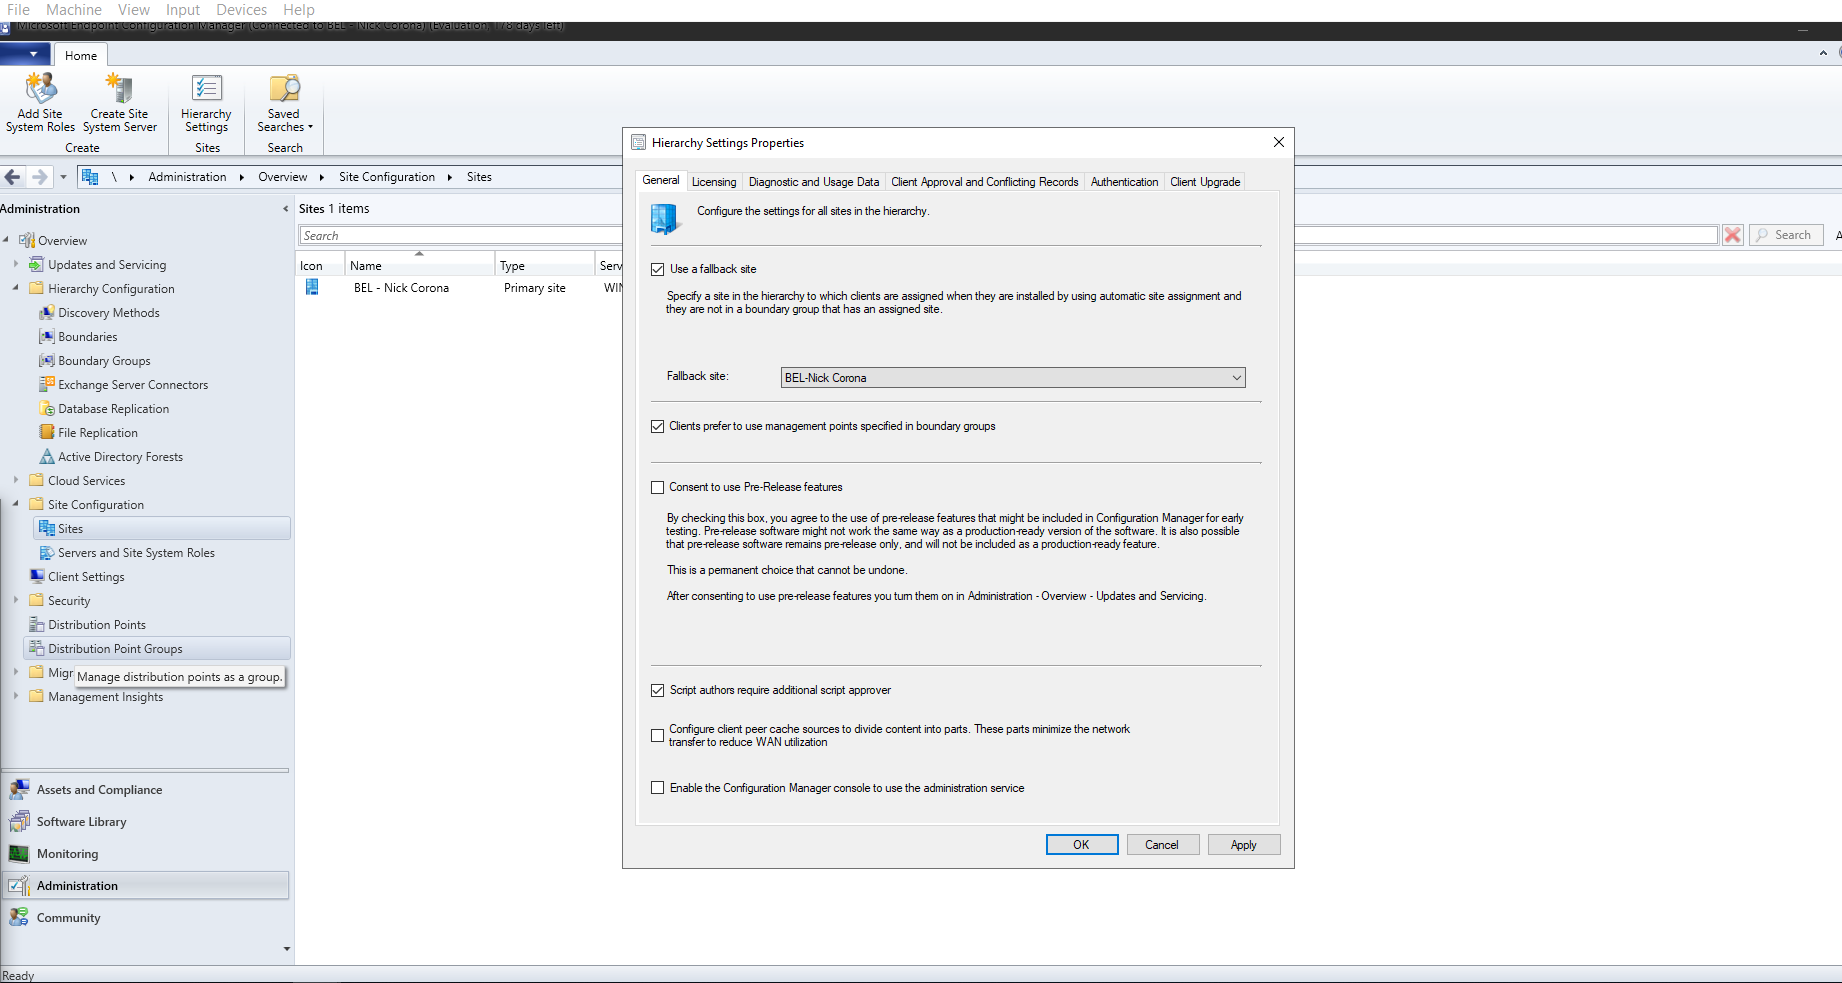 File Machine View Input Devices Help
Microsoft Endpoint Configuration Manager (Connected to BEL - Nick Corona) (Evaluation, 178 days left)
Home
Add Site System Roles
Create Site System Server
Hierarchy Settings
Saved Searches
Create
Sites
Search
\ Administration Overview Site Configuration Sites
Administration
Overview
Updates and Servicing
Hierarchy Configuration
Discovery Methods
Boundaries
Boundary Groups
Exchange Server Connectors
Database Replication
File Replication
Active Directory Forests
Cloud Services
Site Configuration
Sites
Servers and Site System Roles
Client Settings
Security
Distribution Points
Distribution Point Groups
Migr
Manage distribution points as a group.
Management Insights
Assets and Compliance
Software Library
Monitoring
Administration
Community
Ready
Sites 1 items
Search
Search
A
Icon Name Type Serv
BEL - Nick Corona Primary site WIN
Hierarchy Settings Properties
General Licensing Diagnostic and Usage Data Client Approval and Conflicting Records Authentication Client Upgrade
Configure the settings for all sites in the hierarchy.
Use a fallback site
Specify a site in the hierarchy to which clients are assigned when they are installed by using automatic site assignment and
they are not in a boundary group that has an assigned site.
Fallback site: BEL-Nick Corona
Clients prefer to use management points specified in boundary groups
Consent to use Pre-Release features
By checking this box, you agree to the use of pre-release features that might be included in Configuration Manager for early
testing. Pre-release software might not work the same way as a production-ready version of the software. It is also possible
that pre-release software remains pre-release only, and will not be included as a production-ready feature.
This is a permanent choice that cannot be undone.
After consenting to use pre-release features you turn them on in Administration - Overview - Updates and Servicing.
Script authors require additional script approver
Configure client peer cache sources to divide content into parts. These parts minimize the network
transfer to reduce WAN utilization
Enable the Configuration Manager console to use the administration service
OK Cancel Apply